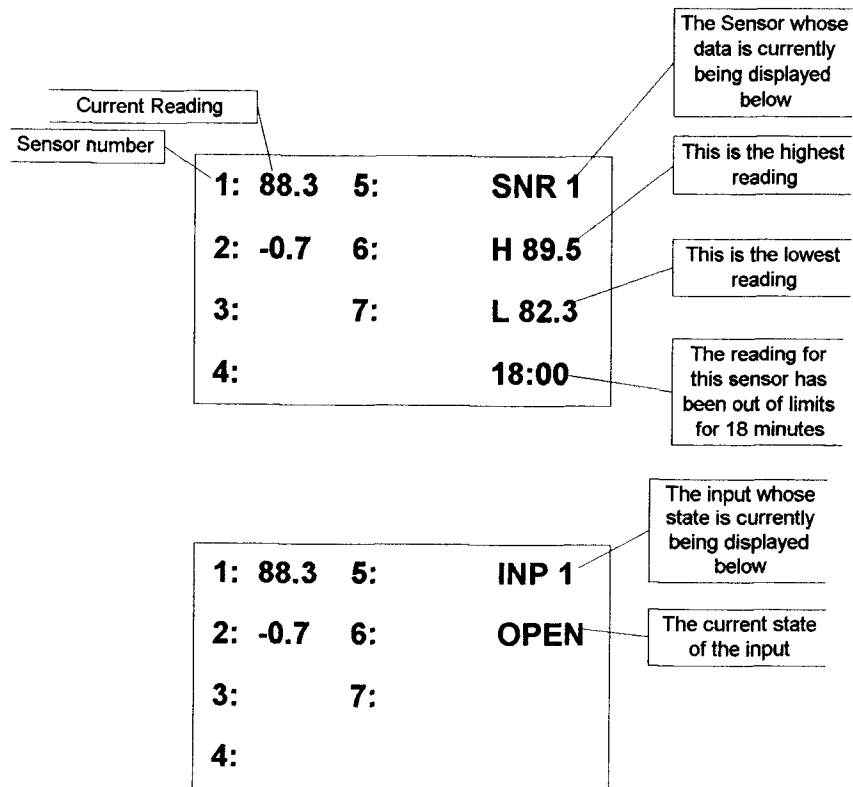 The Sensor whose
data is currently
being displayed
below
Current Reading
Sensor number
This is the highest
reading
1: 88.3 5: SNR 1
2: -0.7 6: H 89.5
This is the lowest
reading
3: 7: L 82.3
4: 18:00
The reading for
this sensor has
been out of limits
for 18 minutes
The input whose
state is currently
being displayed
below
1: 88.3 5: INP 1
2: -0.7 6: OPEN
The current state
of the input
3: 7:
4: